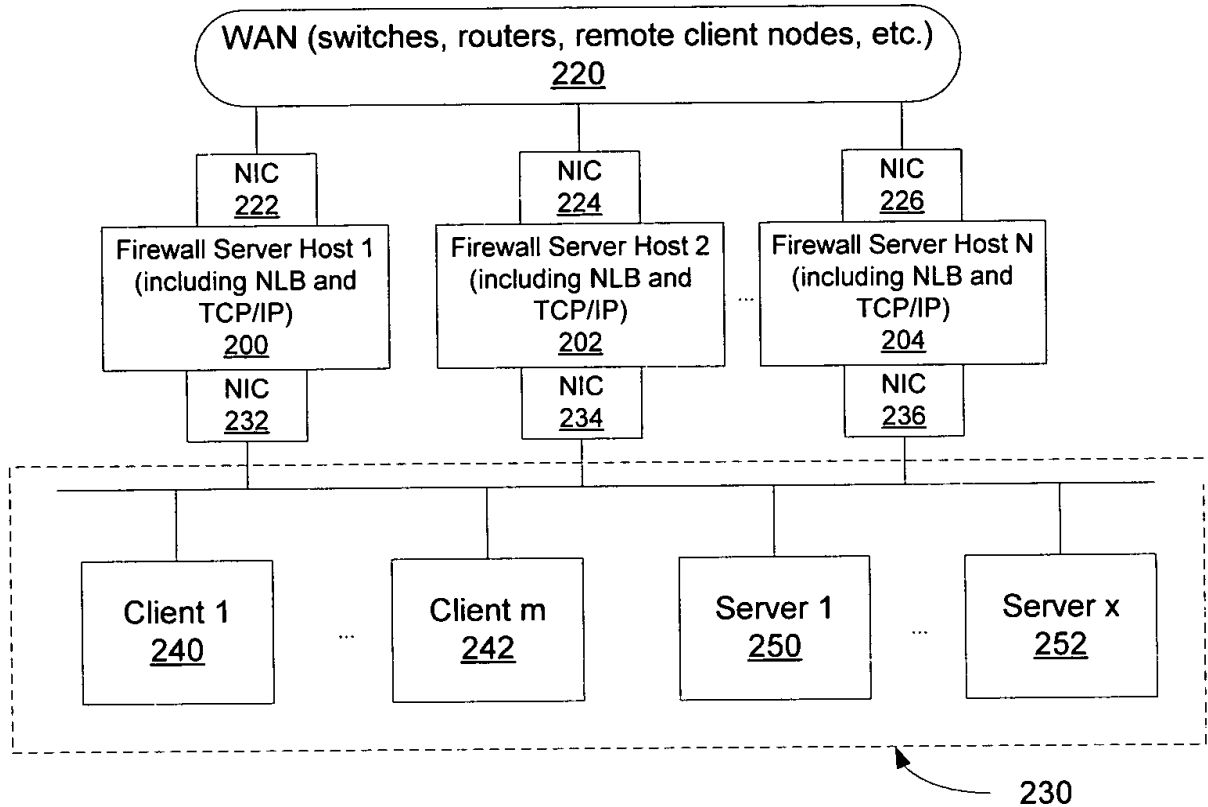 WAN (switches, routers, remote client nodes, etc.)
220
NIC
222
NIC
224
NIC
226
Firewall Server Host 1
(including NLB and
TCP/IP)
200
Firewall Server Host 2
(including NLB and
TCP/IP)
202
...
Firewall Server Host N
(including NLB and
TCP/IP)
204
NIC
232
NIC
234
NIC
236
Client 1
240
...
Client m
242
Server 1
250
...
Server x
252
230